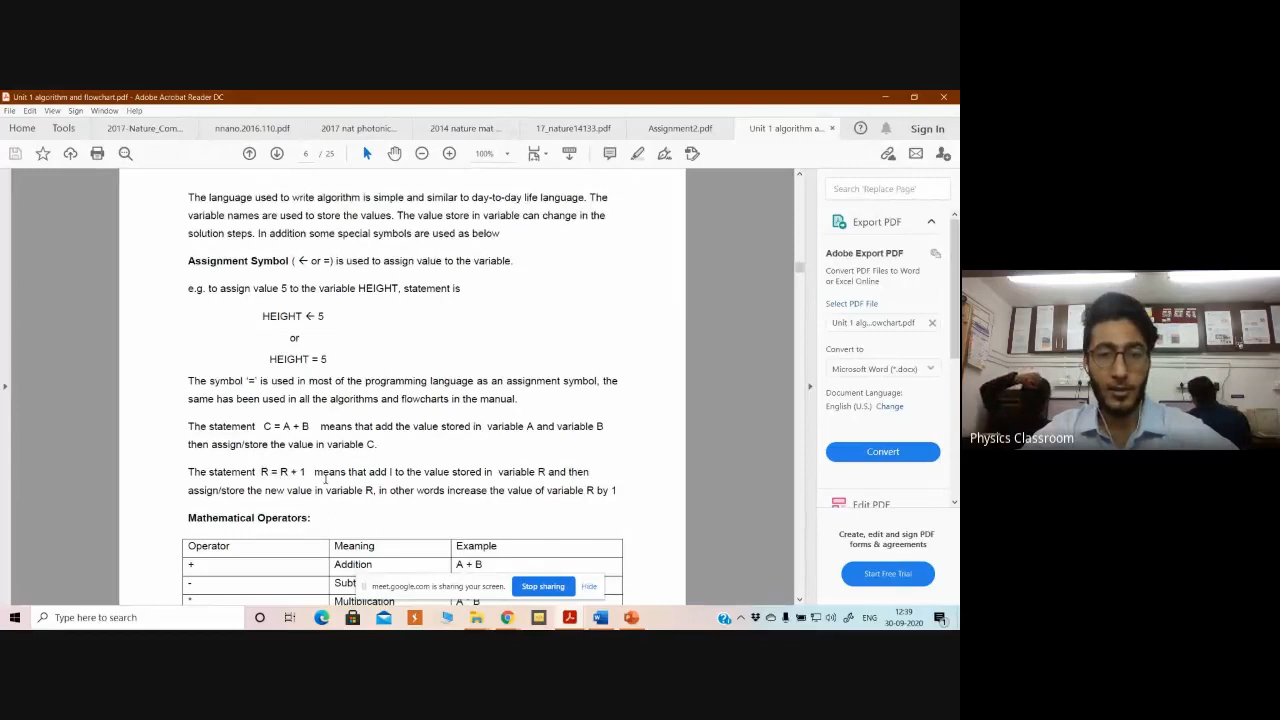 Unit 1 algorithm and flowchart.pdf - Adobe Acrobat Reader DC
File Edit View Sign Window Help
Home Tools 2017-Nature_Com... nnano.2016.110.pdf 2017 nat photonic... 2014 nature mat ... 17_nature14133.pdf Assignment2.pdf Unit 1 algorithm a... × Sign In
6 / 25 100%
The language used to write algorithm is simple and similar to day-to-day life language. The
variable names are used to store the values. The value store in variable can change in the
solution steps. In addition some special symbols are used as below
Assignment Symbol ( ← or =) is used to assign value to the variable.
e.g. to assign value 5 to the variable HEIGHT, statement is
HEIGHT ← 5
or
HEIGHT = 5
The symbol '=' is used in most of the programming language as an assignment symbol, the
same has been used in all the algorithms and flowcharts in the manual.
The statement C = A + B means that add the value stored in variable A and variable B
then assign/store the value in variable C.
The statement R = R + 1 means that add I to the value stored in variable R and then
assign/store the new value in variable R, in other words increase the value of variable R by 1
Mathematical Operators:
Operator Meaning Example
+ Addition A + B
- Subt
* Multiplication A * B
meet.google.com is sharing your screen. Stop sharing Hide
Search 'Replace Page'
Export PDF
Adobe Export PDF
Convert PDF Files to Word
or Excel Online
Select PDF File
Unit 1 alg...owchart.pdf
Convert to
Microsoft Word (*.docx)
Document Language:
English (U.S.) Change
Convert
Edit PDF
Create, edit and sign PDF
forms & agreements
Start Free Trial
Physics Classroom
Type here to search
ENG
12:39
30-09-2020